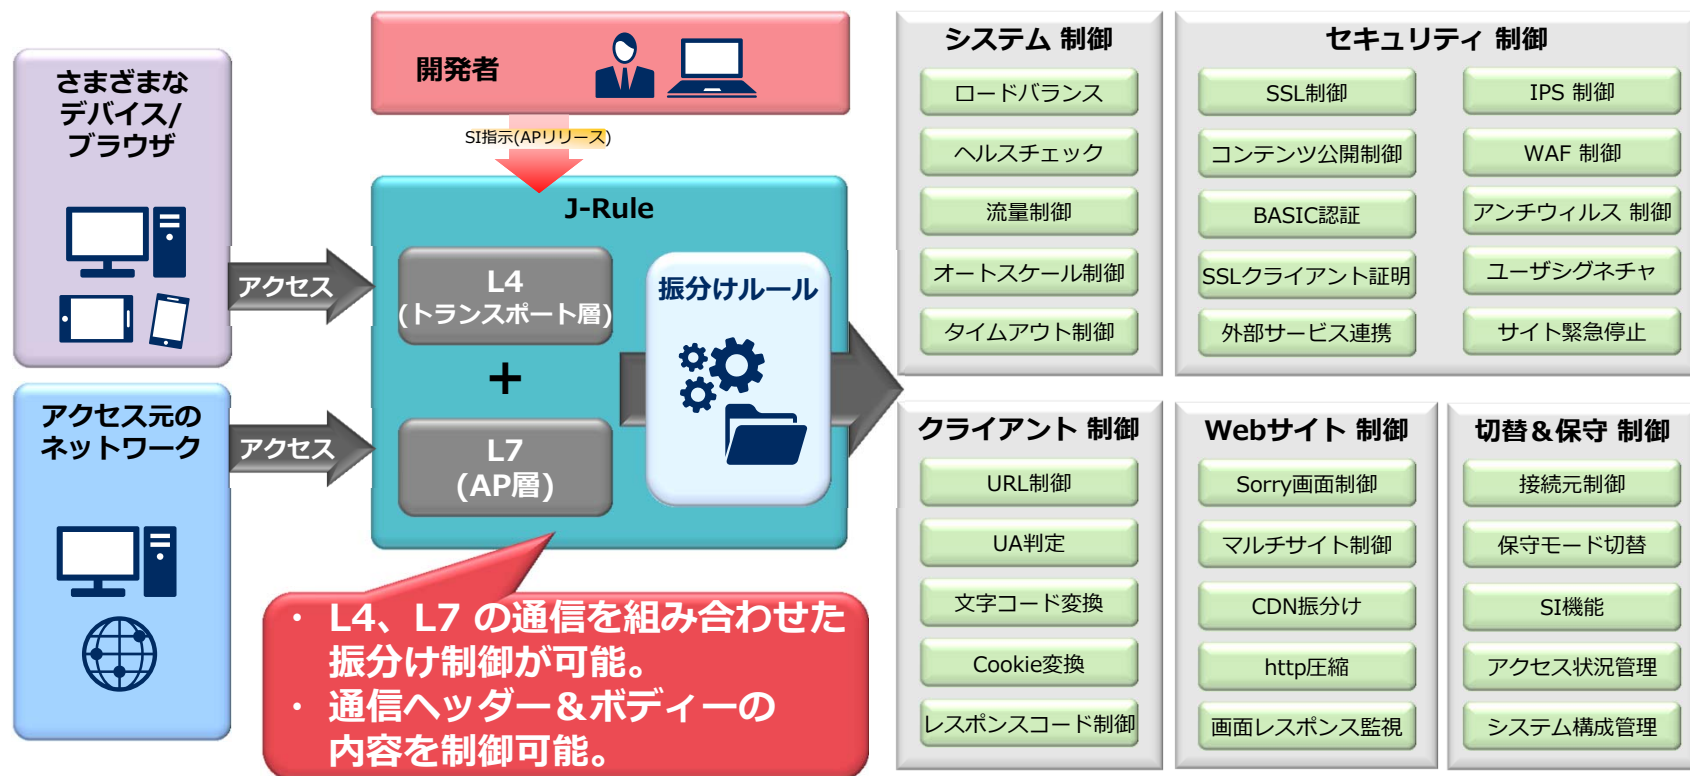 さまざまな
デバイス/
ブラウザ
アクセス
アクセス元の
ネットワーク
アクセス
開発者
SI指示(APリリース)
J-Rule
L4
(トランスポート層)
+
L7
(AP層)
振分けルール
・ L4、L7 の通信を組み合わせた
振分け制御が可能。
・ 通信ヘッダー＆ボディーの
内容を制御可能。
システム 制御
ロードバランス
ヘルスチェック
流量制御
オートスケール制御
タイムアウト制御
セキュリティ 制御
SSL制御
コンテンツ公開制御
BASIC認証
SSLクライアント証明
外部サービス連携
IPS 制御
WAF 制御
アンチウィルス 制御
ユーザシグネチャ
サイト緊急停止
クライアント 制御
URL制御
UA判定
文字コード変換
Cookie変換
レスポンスコード制御
Webサイト 制御
Sorry画面制御
マルチサイト制御
CDN振分け
http圧縮
画面レスポンス監視
切替＆保守 制御
接続元制御
保守モード切替
SI機能
アクセス状況管理
システム構成管理